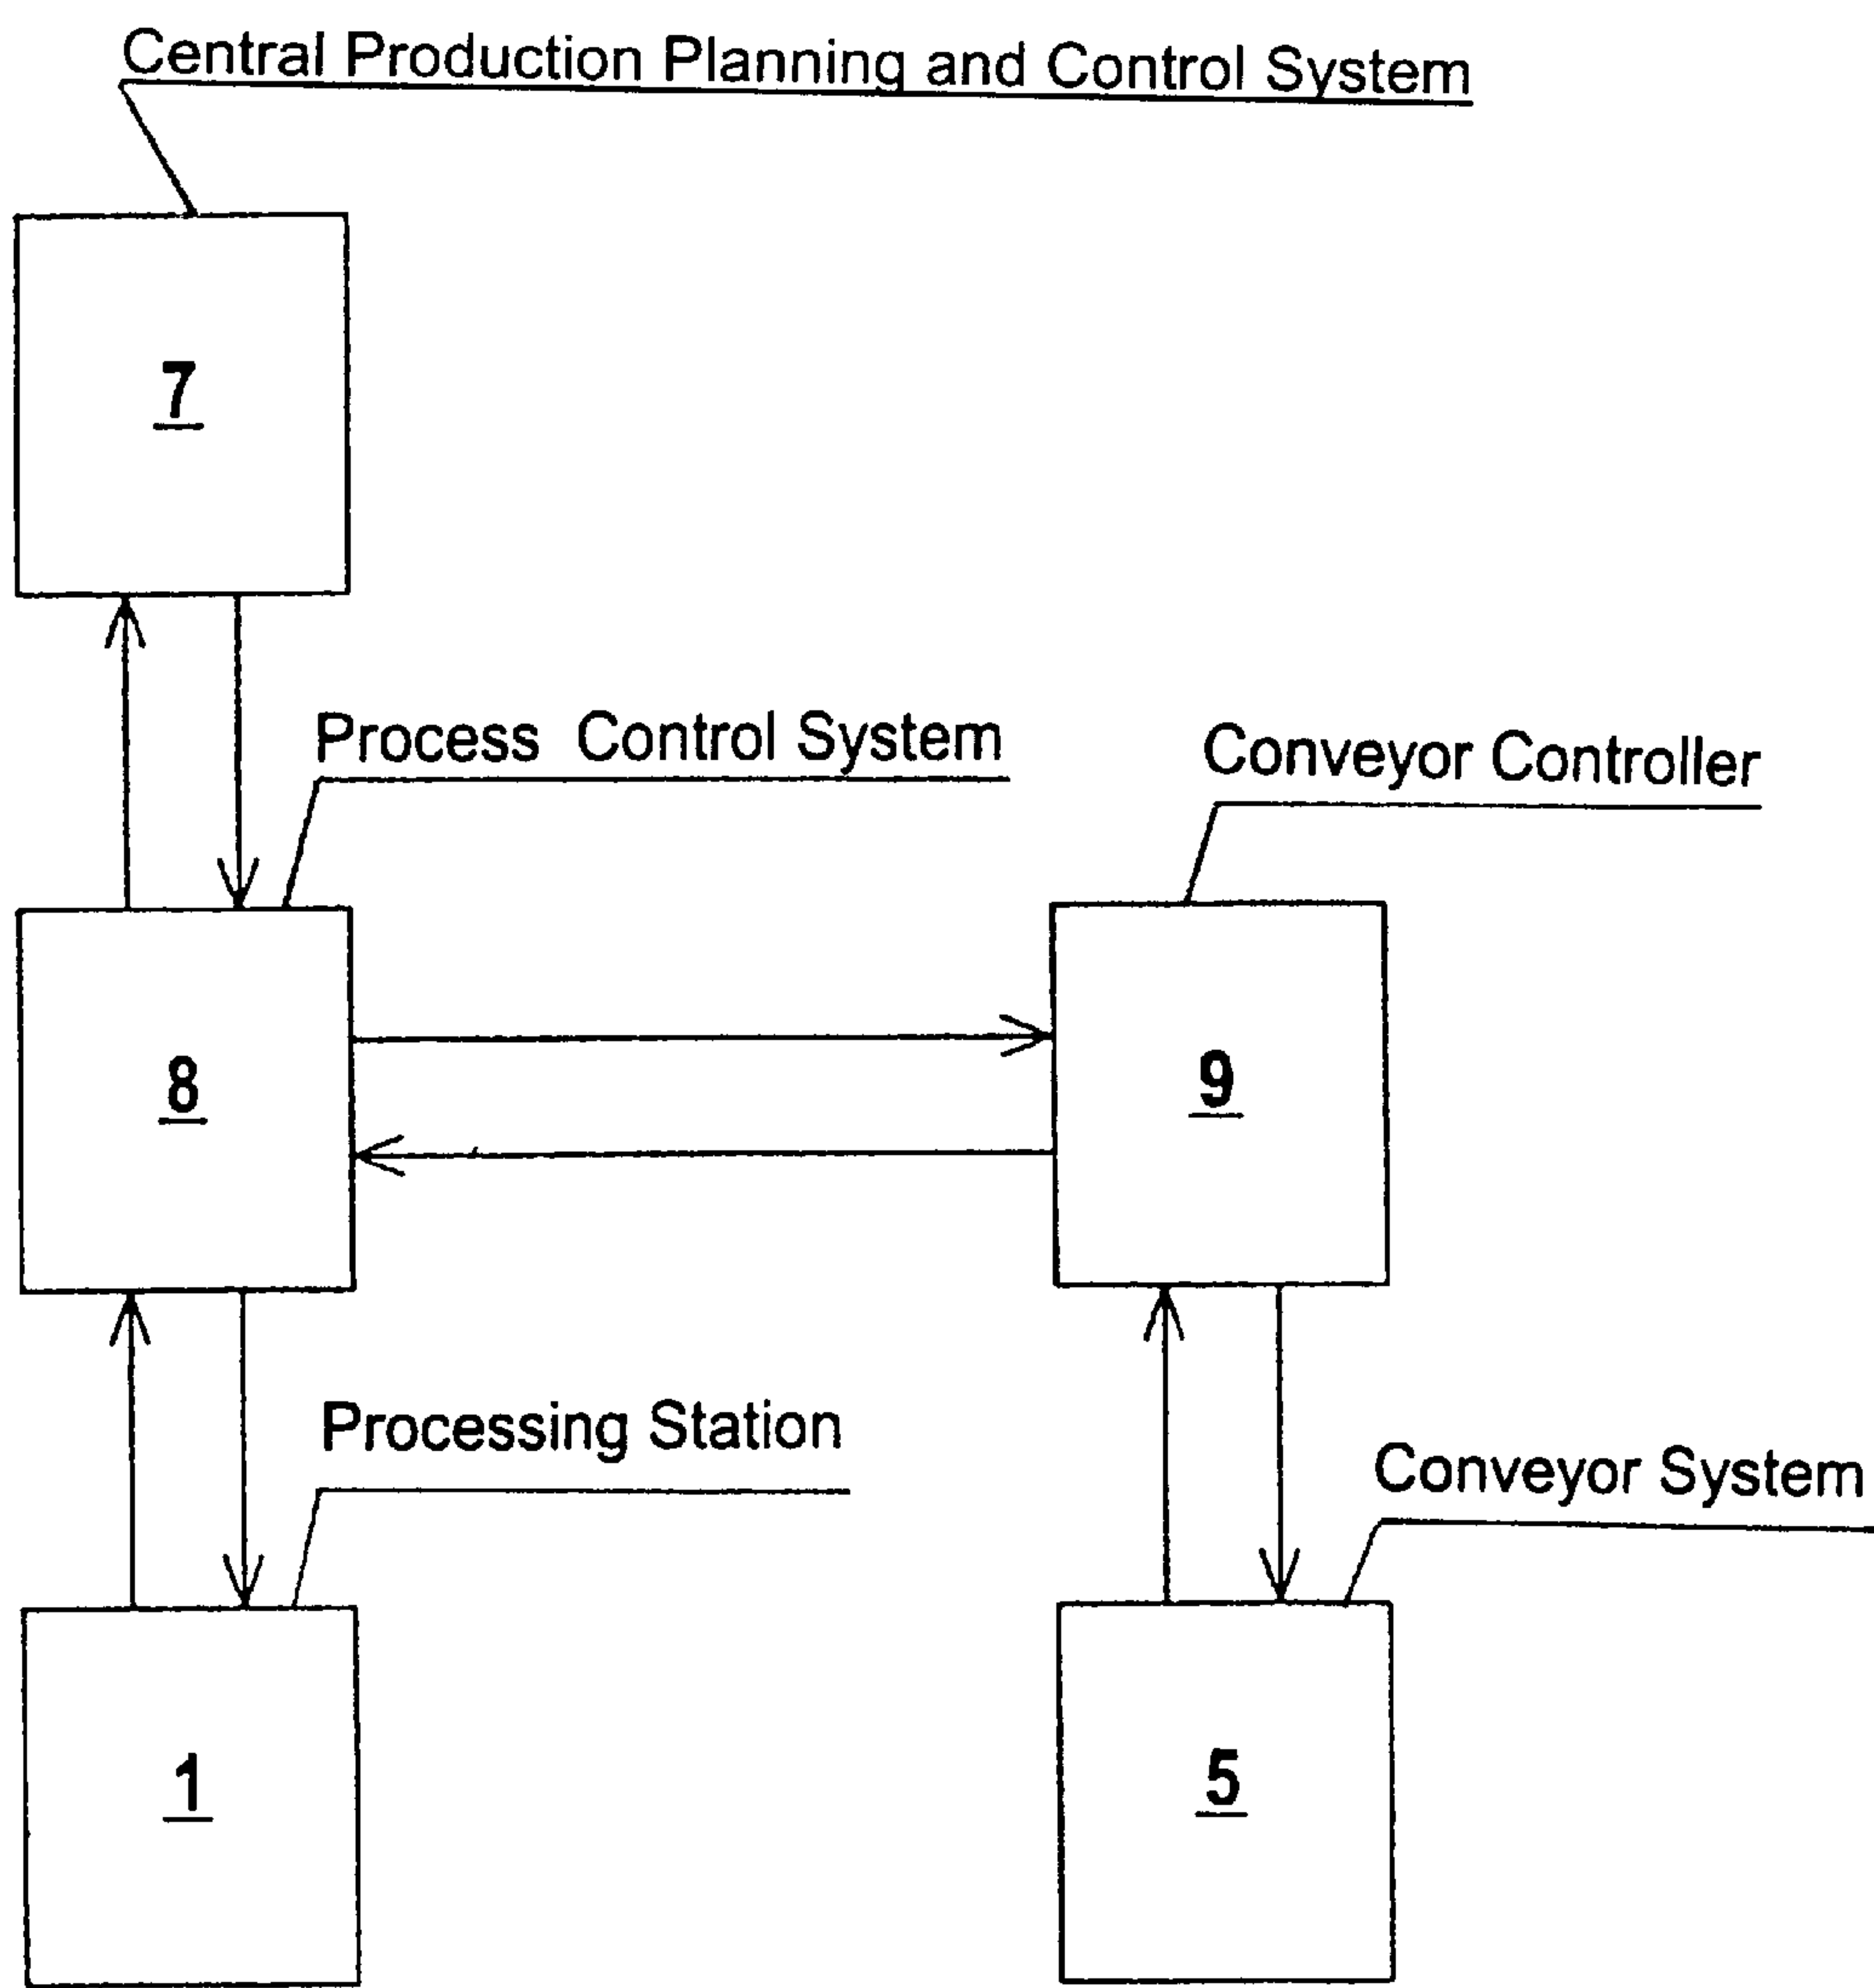 Central Production Planning and Control System
7
Process Control System
Conveyor Controller
8
9
Processing Station
Conveyor System
1
5